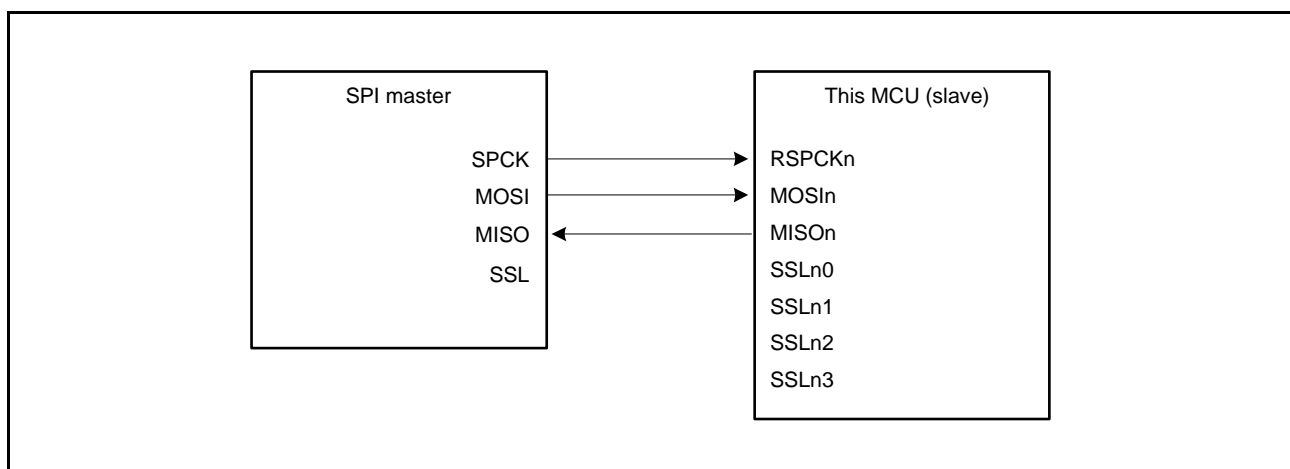 SPI master
SPCK
MOSI
MISO
SSL
This MCU (slave)
RSPCKn
MOSIn
MISOn
SSLn0
SSLn1
SSLn2
SSLn3